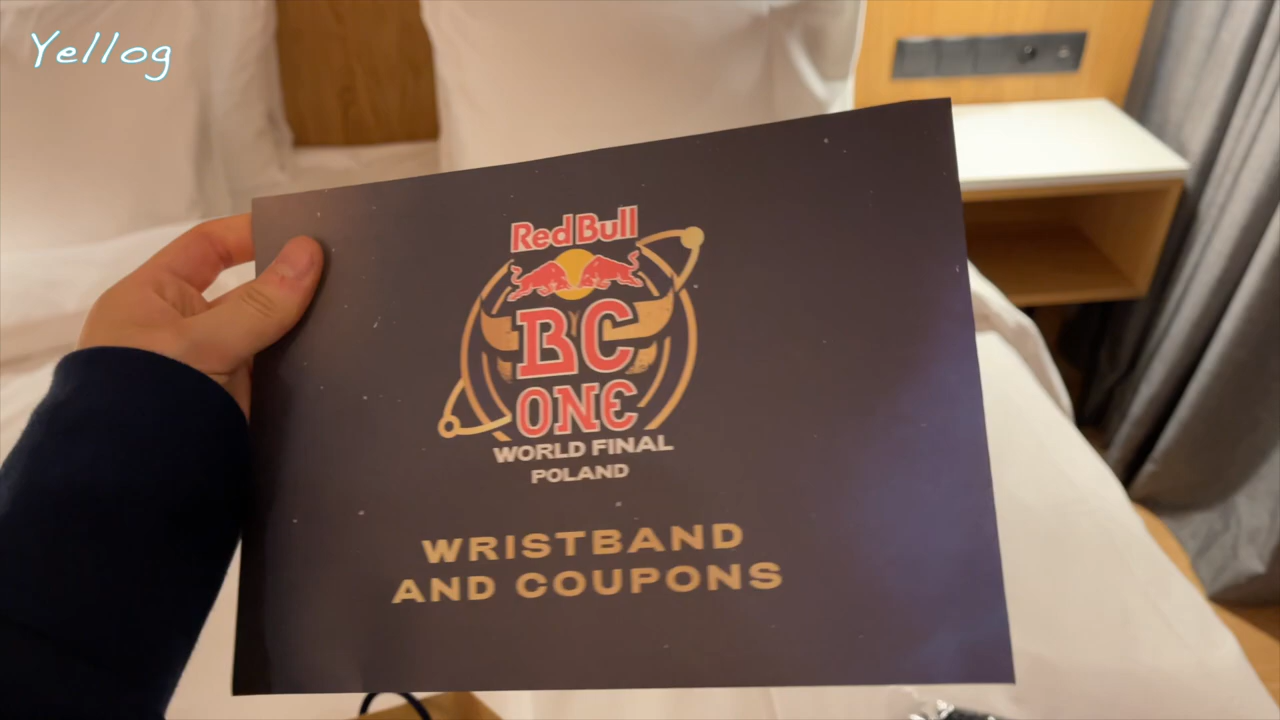 Yellog
Red Bull
BC
ONE
WORLD FINAL
POLAND
WRISTBAND
AND COUPONS